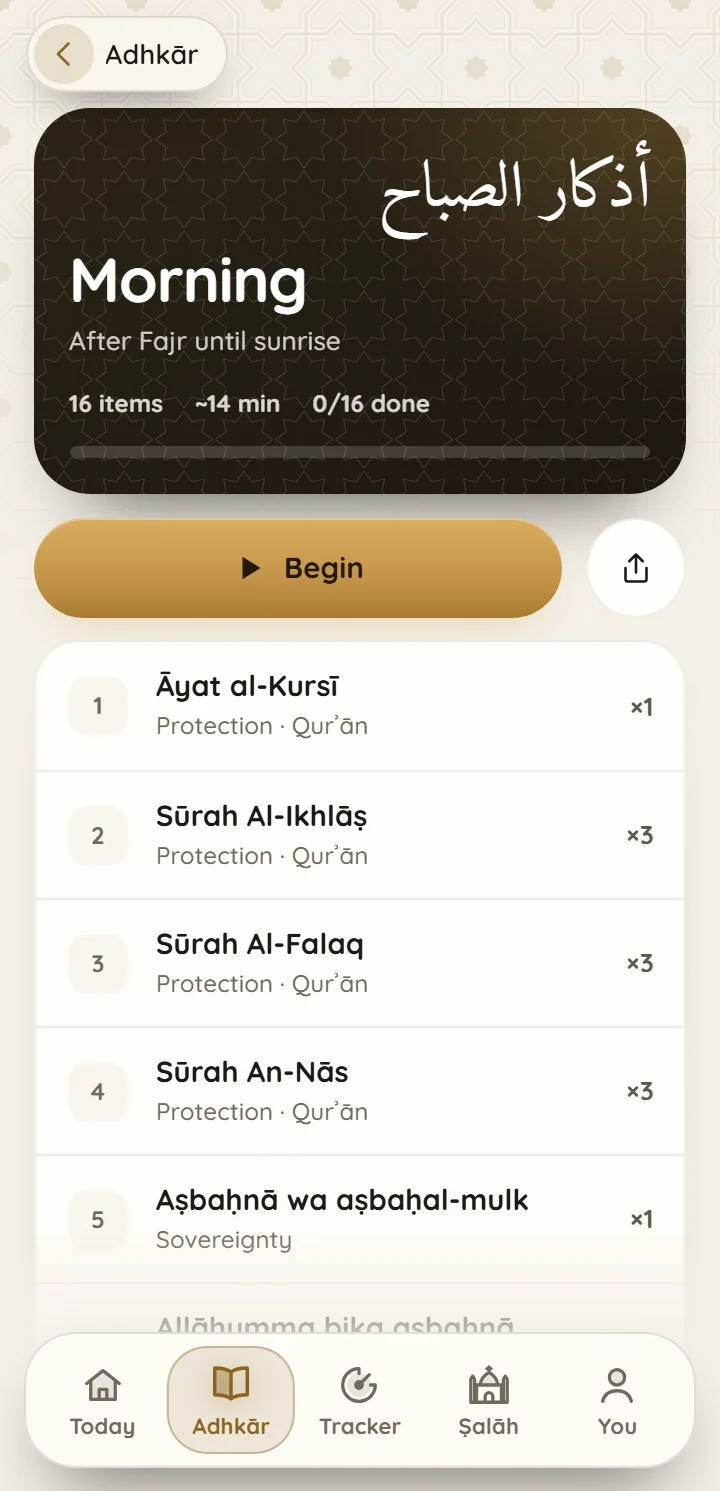 Adhkār
أذكار الصباح
Morning
After Fajr until sunrise
16 items ~14 min 0/16 done
Begin
1 Āyat al-Kursī ×1
Protection · Qurʾān
2 Sūrah Al-Ikhlāṣ ×3
Protection · Qurʾān
3 Sūrah Al-Falaq ×3
Protection · Qurʾān
4 Sūrah An-Nās ×3
Protection · Qurʾān
5 Aṣbaḥnā wa aṣbaḥal-mulk ×1
Sovereignty
Allāhumma bika aṣbaḥnā
Today Adhkār Tracker Ṣalāh You